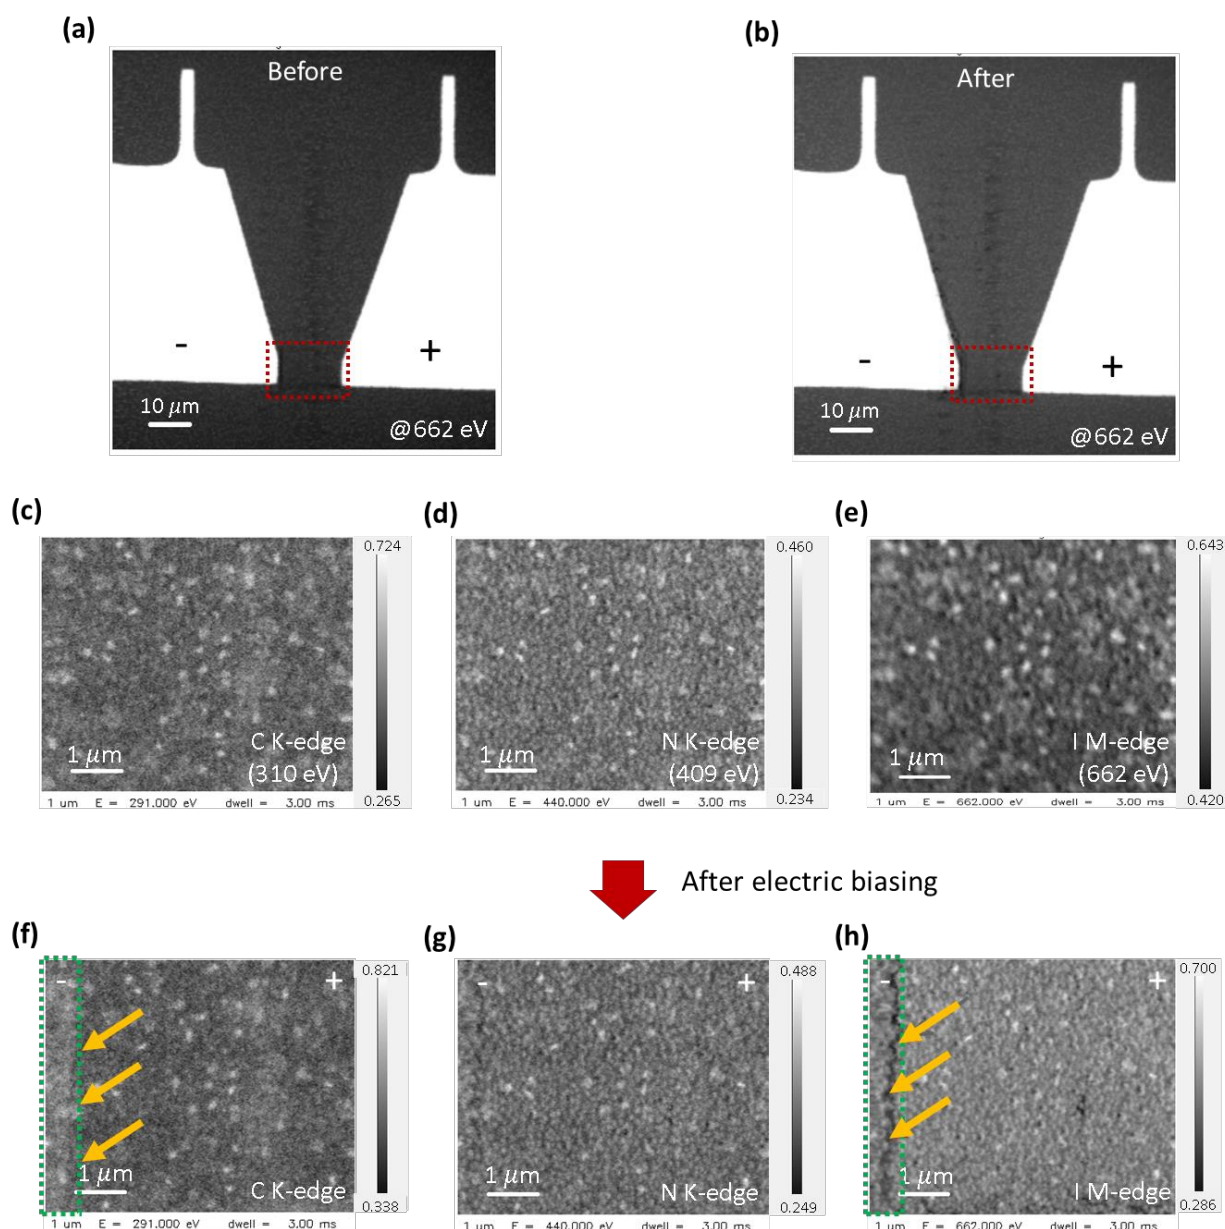 (a)
Before
-
+
10 μm
@662 eV
(b)
After
-
+
10 μm
@662 eV
(c)
0.724
1 μm
C K-edge
(310 eV)
0.265
1 um E = 291.000 eV dwell = 3.00 ms
(d)
0.460
1 μm
N K-edge
(409 eV)
0.234
1 um E = 440.000 eV dwell = 3.00 ms
(e)
0.643
1 μm
I M-edge
(662 eV)
0.420
1 um E = 662.000 eV dwell = 3.00 ms
After electric biasing
(f)
-
+
0.821
1 μm
C K-edge
0.338
1 um E = 291.000 eV dwell = 3.00 ms
(g)
-
+
0.488
1 μm
N K-edge
0.249
1 um E = 440.000 eV dwell = 3.00 ms
(h)
-
+
0.700
1 μm
I M-edge
0.286
1 um E = 662.000 eV dwell = 3.00 ms